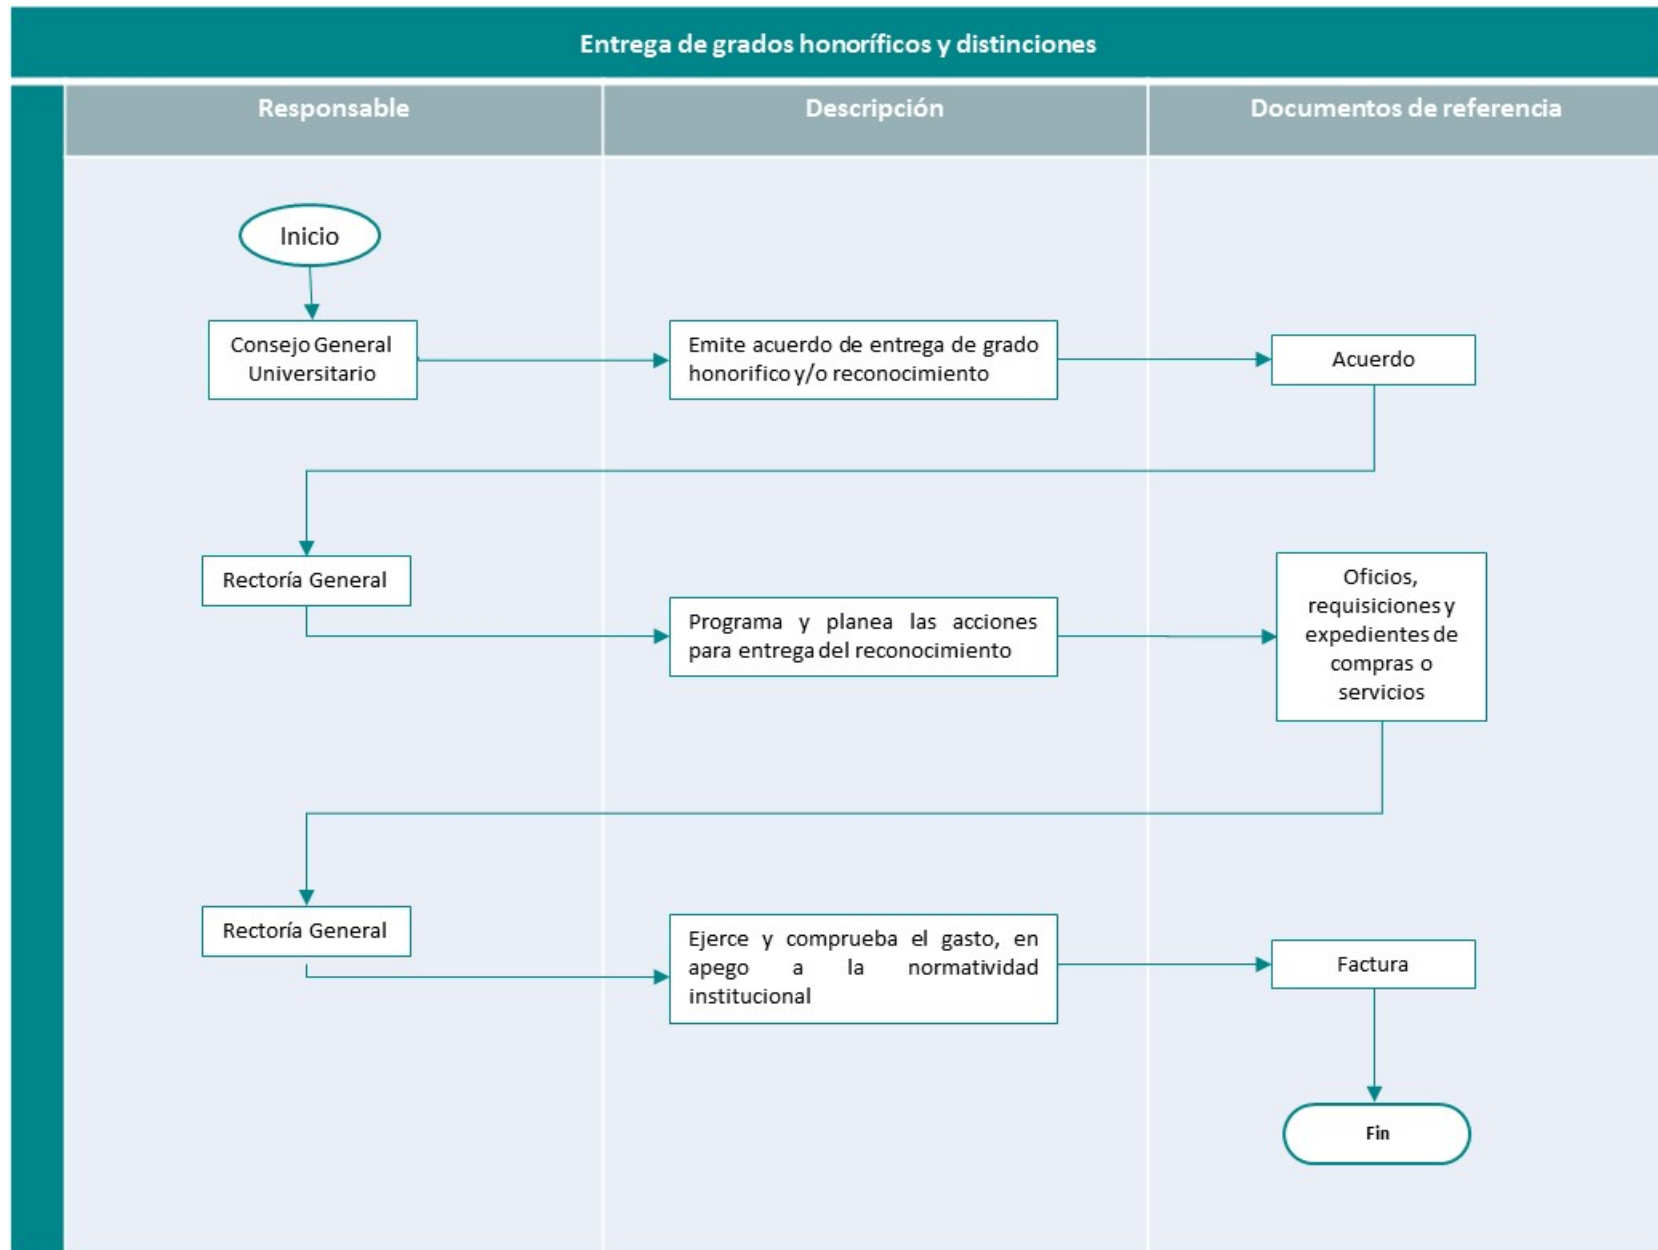 Entrega de grados honoríficos y distinciones
Responsable
Descripción
Documentos de referencia
Inicio
Consejo General
Universitario
Emite acuerdo de entrega de grado
honorifico y/o reconocimiento
Acuerdo
Rectoría General
Programa y planea las acciones
para entrega del reconocimiento
Oficios,
requisiciones y
expedientes de
compras o
servicios
Rectoría General
Ejerce y comprueba el gasto, en
apego a la normatividad
institucional
Factura
Fin